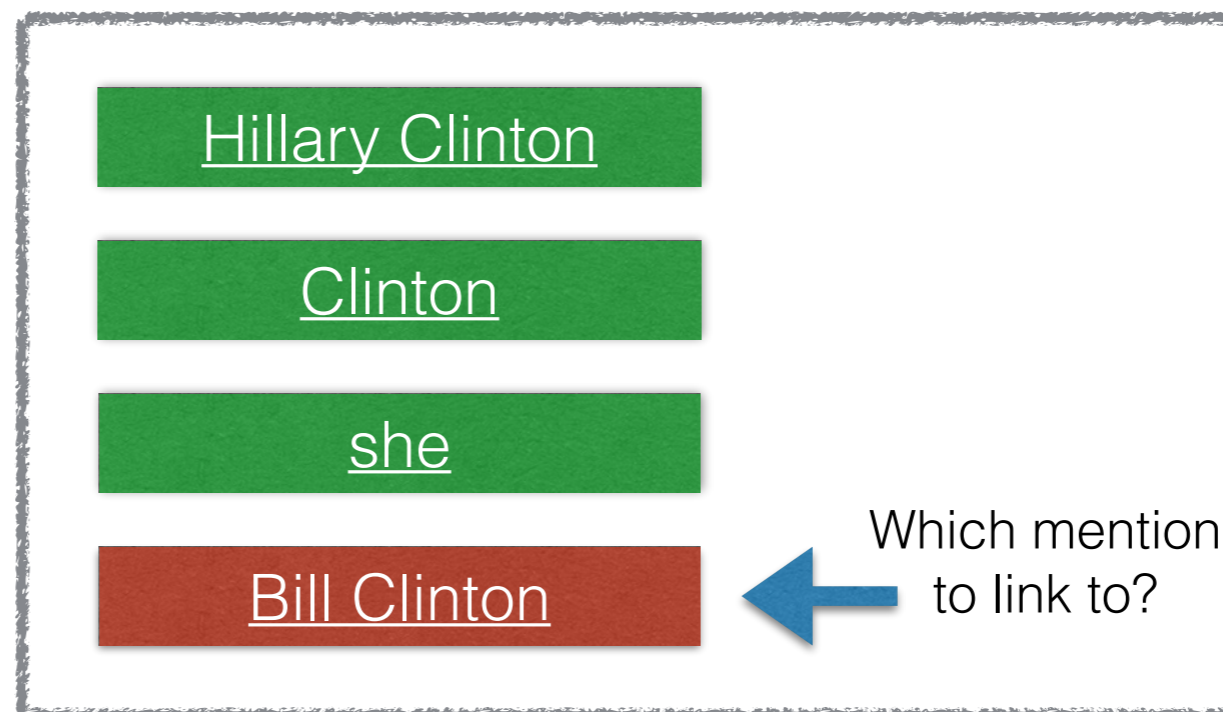 Hillary Clinton
Clinton
she
Bill Clinton
Which mention
to link to?